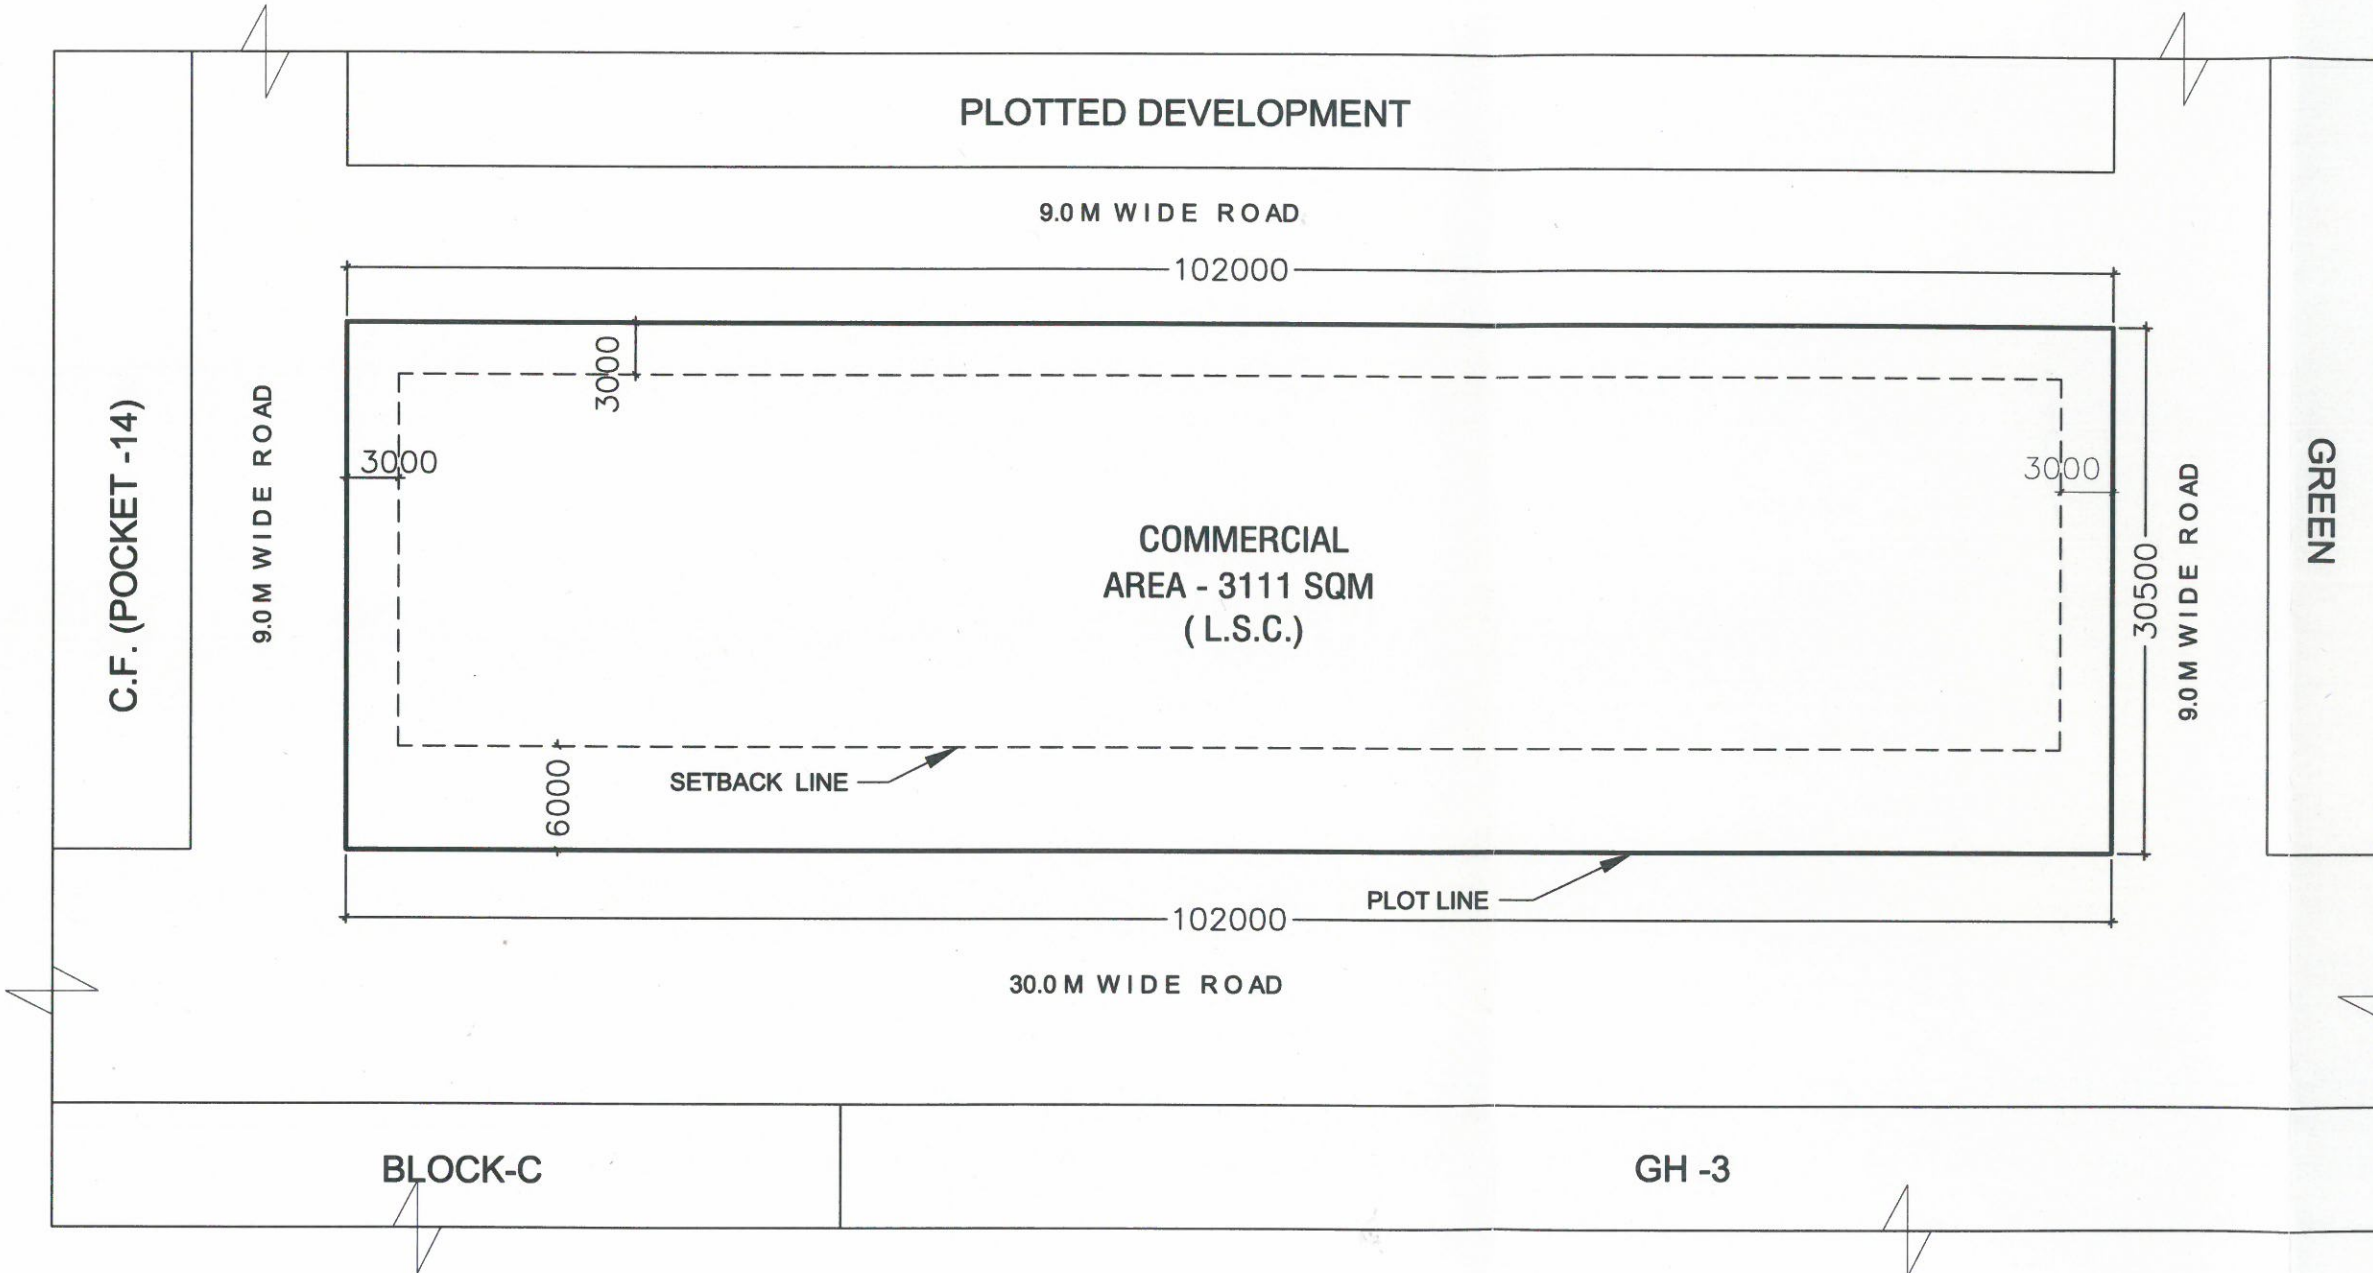 PLOTTED DEVELOPMENT
9.0 M WIDE ROAD
102000
3000
C.F. (POCKET -14)
9.0 M WIDE ROAD
3000
3000
GREEN
COMMERCIAL
AREA - 3111 SQM
( L.S.C.)
30500
9.0 M WIDE ROAD
SETBACK LINE
6000
PLOT LINE
102000
30.0 M WIDE ROAD
BLOCK-C
GH -3